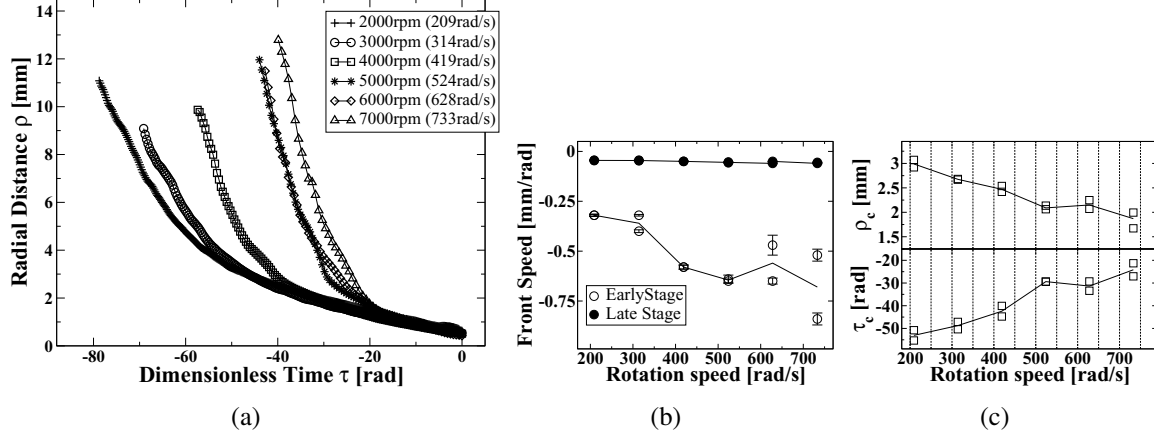 14
12
10
8
6
4
2
0
Radial Distance ρ [mm]
-80
-60
-40
-20
0
Dimensionless Time τ [rad]
2000rpm (209rad/s)
3000rpm (314rad/s)
4000rpm (419rad/s)
5000rpm (524rad/s)
6000rpm (628rad/s)
7000rpm (733rad/s)
(a)
0
-0.25
-0.5
-0.75
Front Speed [mm/rad]
EarlyStage
Late Stage
200 300 400 500 600 700
Rotation speed [rad/s]
(b)
3
2.5
2
1.5
ρc [mm]
-20
-30
-40
-50
τc [rad]
200 300 400 500 600 700
Rotation speed [rad/s]
(c)